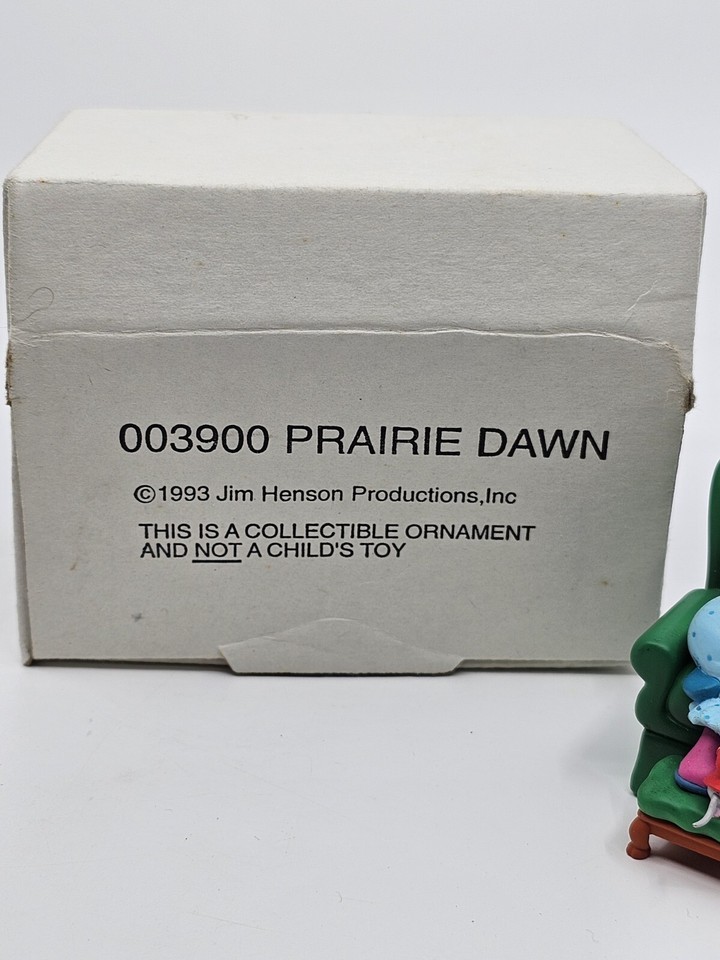 003900 PRAIRIE DAWN
©1993 Jim Henson Productions,Inc
THIS IS A COLLECTIBLE ORNAMENT
AND NOT A CHILD'S TOY